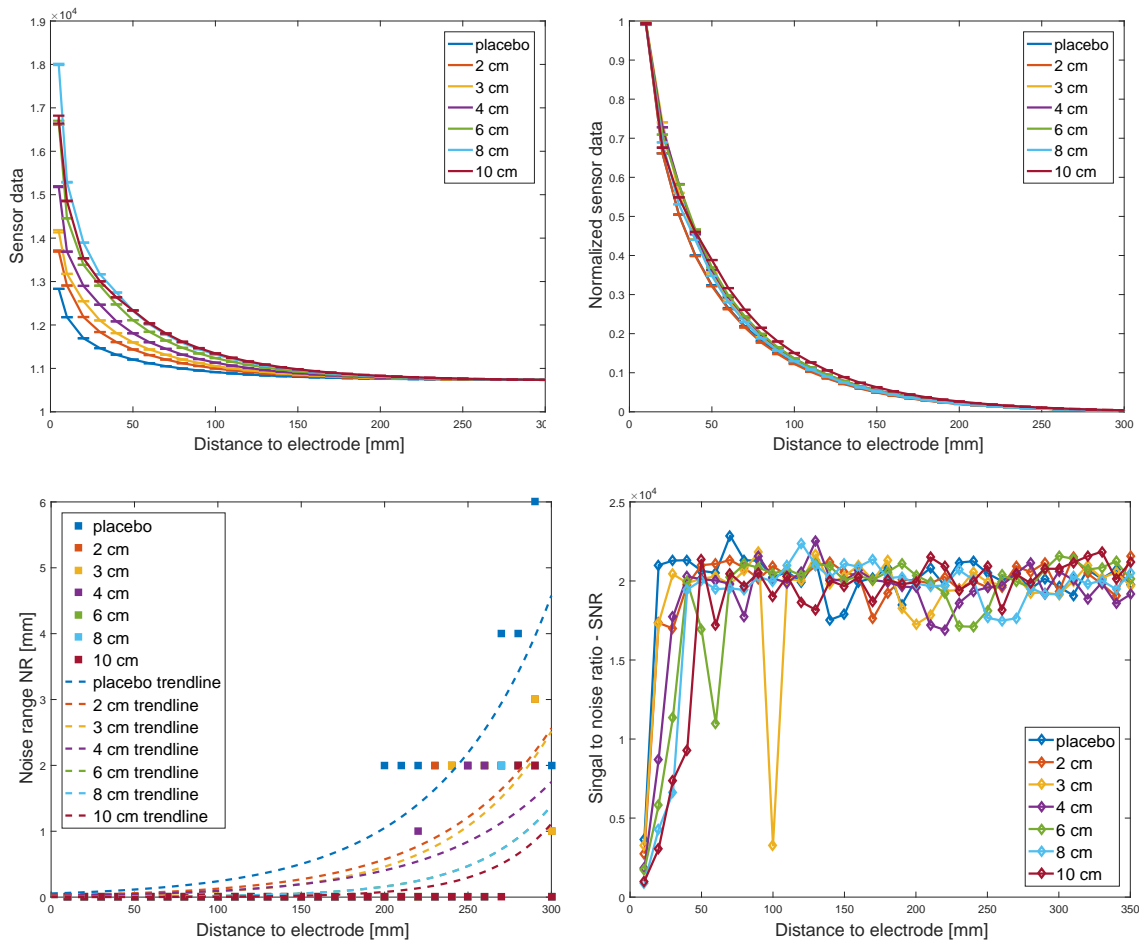 ×10⁴
1.9
1.8
1.7
1.6
1.5
1.4
1.3
1.2
1.1
1
0 50 100 150 200 250 300
Sensor data
Distance to electrode [mm]
placebo
2 cm
3 cm
4 cm
6 cm
8 cm
10 cm
1
0.9
0.8
0.7
0.6
0.5
0.4
0.3
0.2
0.1
0
0 50 100 150 200 250 300
Normalized sensor data
Distance to electrode [mm]
placebo
2 cm
3 cm
4 cm
6 cm
8 cm
10 cm
6
5
4
3
2
1
0
0 50 100 150 200 250 300
Noise range NR [mm]
Distance to electrode [mm]
placebo
2 cm
3 cm
4 cm
6 cm
8 cm
10 cm
placebo trendline
2 cm trendline
3 cm trendline
4 cm trendline
6 cm trendline
8 cm trendline
10 cm trendline
×10⁴
2.5
2
1.5
1
0.5
0
0 50 100 150 200 250 300 350
Singal to noise ratio - SNR
Distance to electrode [mm]
placebo
2 cm
3 cm
4 cm
6 cm
8 cm
10 cm